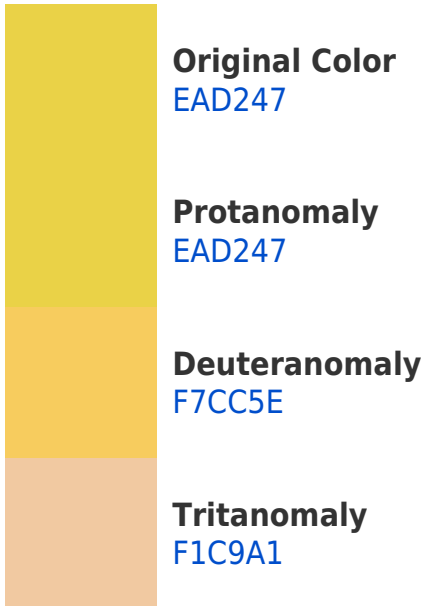 Original Color
EAD247
Protanomaly
EAD247
Deuteranomaly
F7CC5E
Tritanomaly
F1C9A1